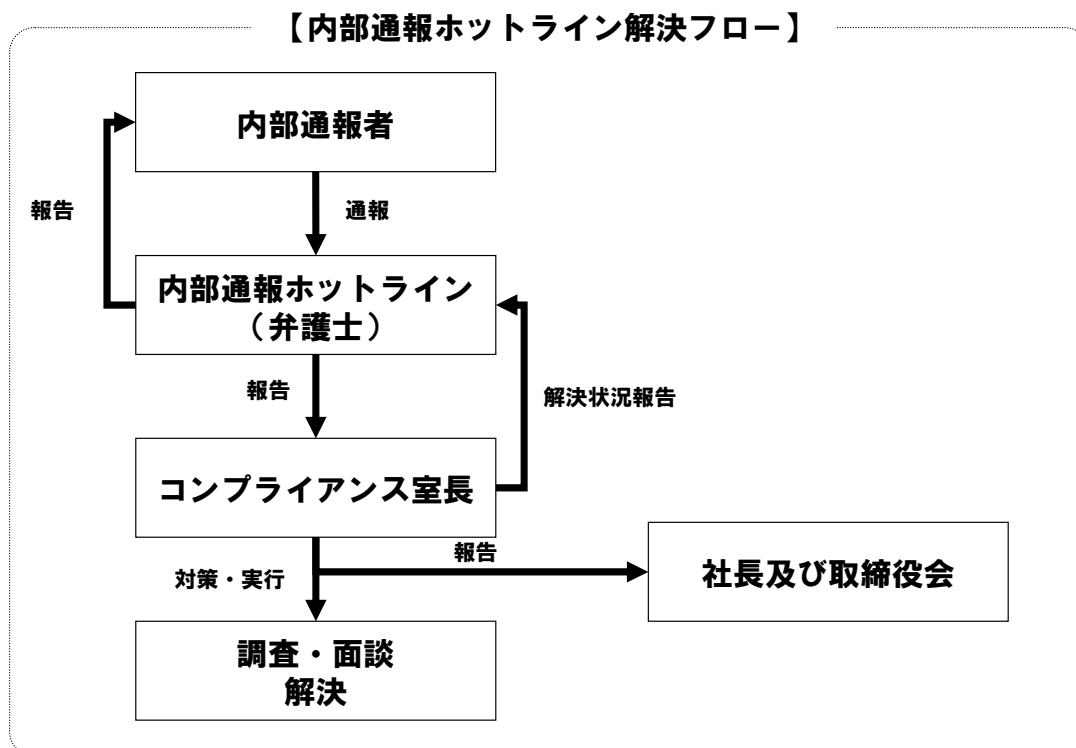 【内部通報ホットライン解決フロー】
内部通報者
報告
通報
内部通報ホットライン
（弁護士）
報告
解決状況報告
コンプライアンス室長
報告
対策・実行
社長及び取締役会
調査・面談
解決